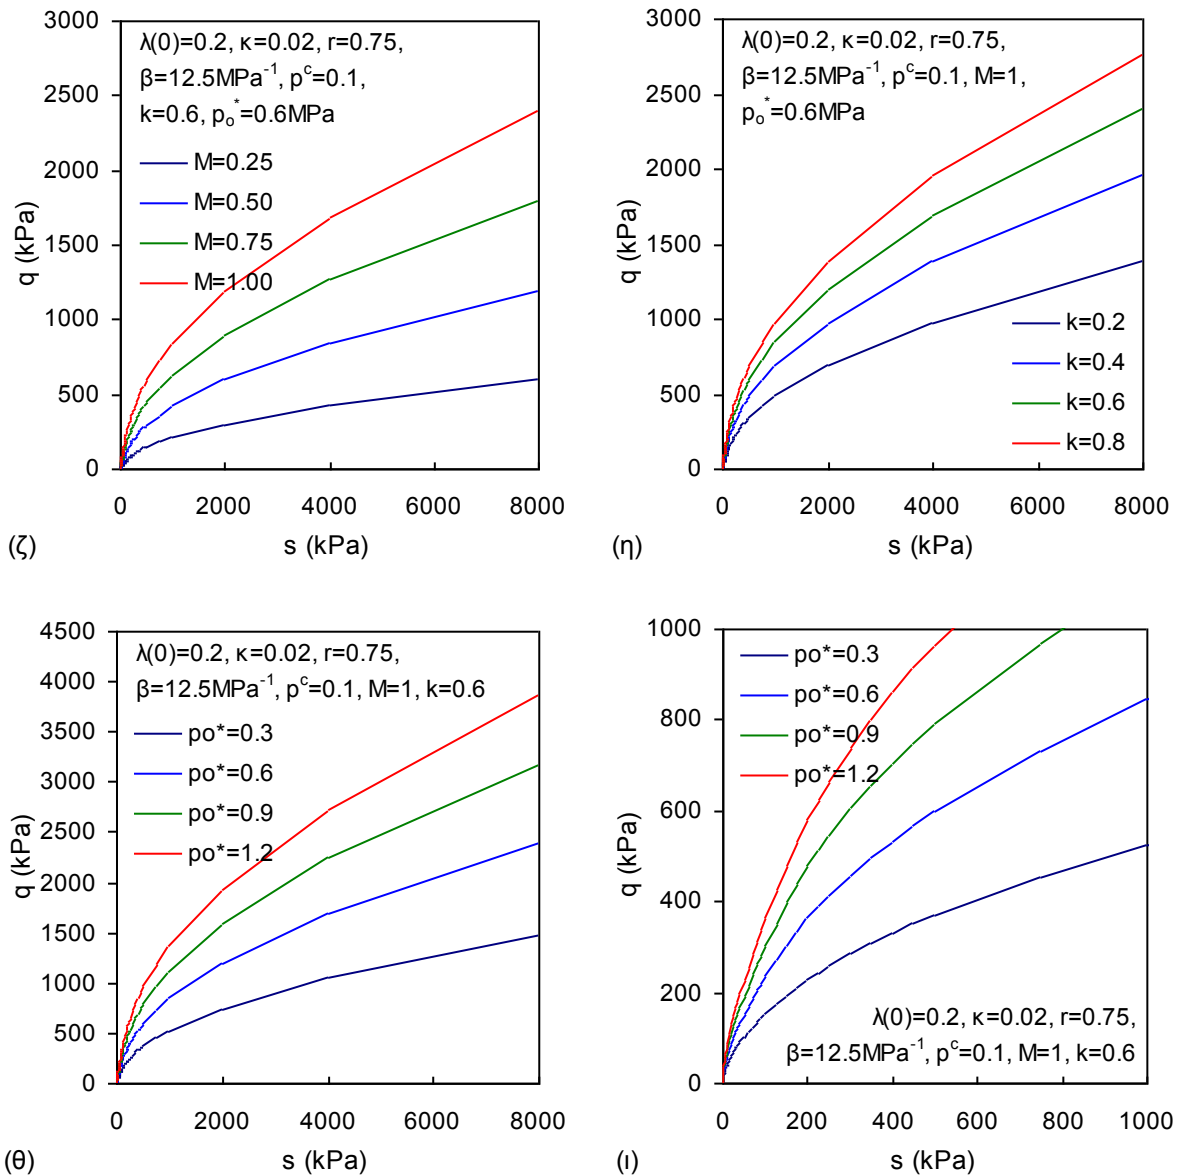 λ(0)=0.2, κ=0.02, r=0.75,
β=12.5MPa⁻¹, pᶜ=0.1,
k=0.6, pₒ*=0.6MPa
M=0.25
M=0.50
M=0.75
M=1.00
3000
2500
2000
1500
1000
500
0
q (kPa)
0 2000 4000 6000 8000
s (kPa)
(ζ)
λ(0)=0.2, κ=0.02, r=0.75,
β=12.5MPa⁻¹, pᶜ=0.1, M=1,
pₒ*=0.6MPa
k=0.2
k=0.4
k=0.6
k=0.8
3000
2500
2000
1500
1000
500
0
q (kPa)
0 2000 4000 6000 8000
s (kPa)
(η)
λ(0)=0.2, κ=0.02, r=0.75,
β=12.5MPa⁻¹, pᶜ=0.1, M=1, k=0.6
po*=0.3
po*=0.6
po*=0.9
po*=1.2
4500
4000
3500
3000
2500
2000
1500
1000
500
0
q (kPa)
0 2000 4000 6000 8000
s (kPa)
(θ)
po*=0.3
po*=0.6
po*=0.9
po*=1.2
λ(0)=0.2, κ=0.02, r=0.75,
β=12.5MPa⁻¹, pᶜ=0.1, M=1, k=0.6
1000
800
600
400
200
0
q (kPa)
0 200 400 600 800 1000
s (kPa)
(ι)